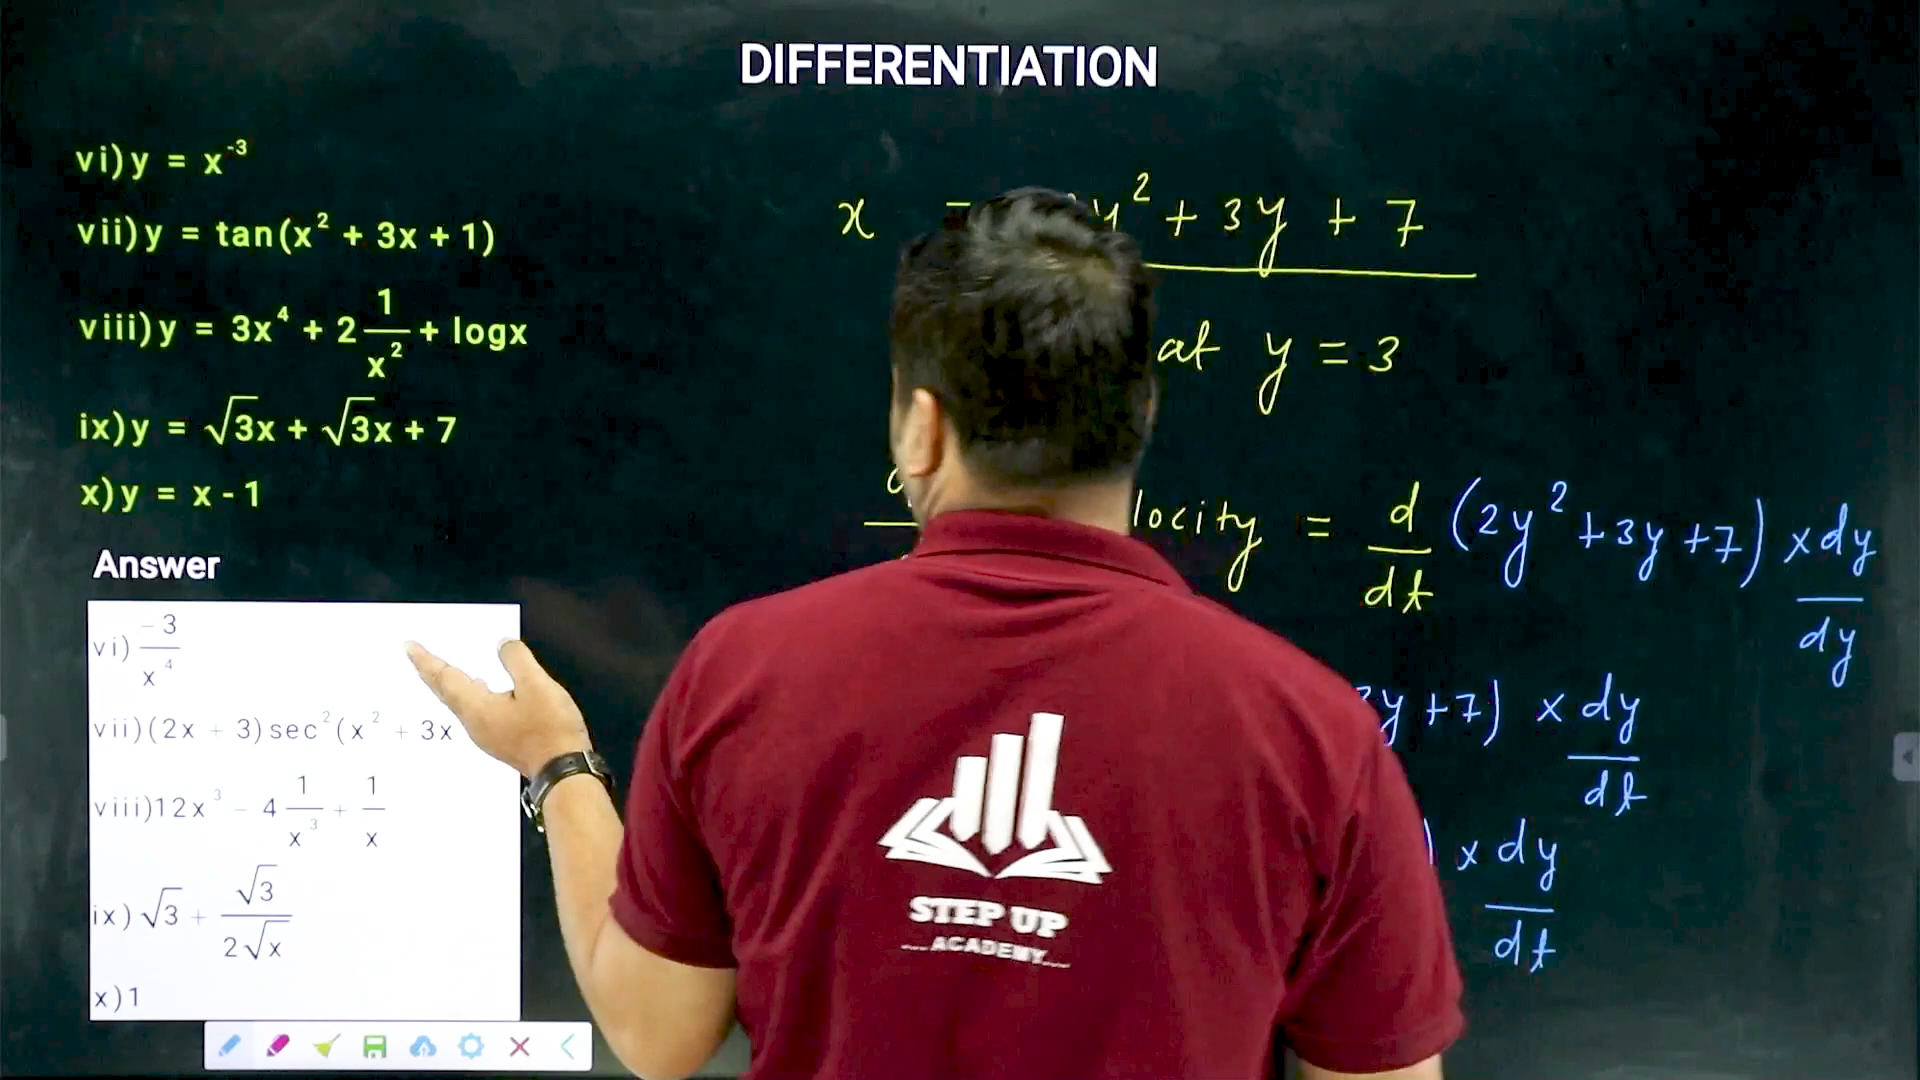 DIFFERENTIATION
vi) y = x⁻³
vii) y = tan(x² + 3x + 1)
viii) y = 3x⁴ + 2 1/x² + logx
ix) y = √3x + √3x + 7
x) y = x - 1
Answer
vi) -3/x⁴
vii) (2x + 3) sec²(x² + 3x
viii) 12x³ - 4 1/x³ + 1/x
ix) √3 + √3/2√x
x) 1
x = y² + 3y + 7
at y = 3
locity = d/dt (2y² + 3y + 7) x dy/dy
y + 7) x dy/dt
) x dy/dt
STEP UP
ACADEMY